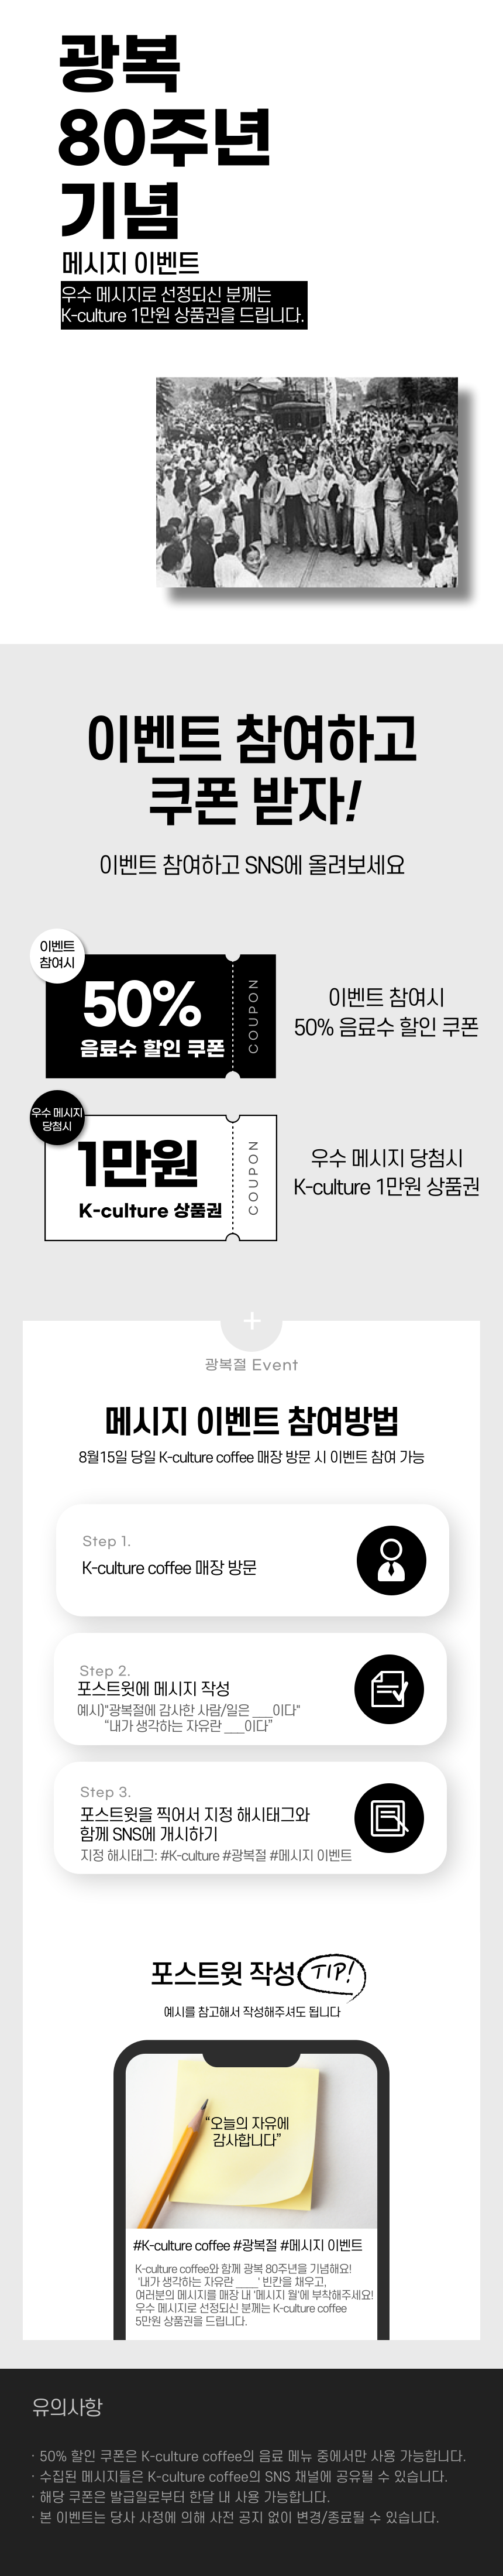 광복
80주년
기념
메시지 이벤트
우수 메시지로 선정되신 분께는
K-culture 1만원 상품권을 드립니다.
이벤트 참여하고
쿠폰 받자!
이벤트 참여하고 SNS에 올려보세요
이벤트
참여시
50%
음료수 할인 쿠폰
COUPON
이벤트 참여시
50% 음료수 할인 쿠폰
우수 메시지
당첨시
1만원
K-culture 상품권
COUPON
우수 메시지 당첨시
K-culture 1만원 상품권
+
광복절 Event
메시지 이벤트 참여방법
8월15일 당일 K-culture coffee 매장 방문 시 이벤트 참여 가능
Step 1.
K-culture coffee 매장 방문
Step 2.
포스트윗에 메시지 작성
예시)"광복절에 감사한 사람/일은 ___이다"
“내가 생각하는 자유란 ___이다”
Step 3.
포스트윗을 찍어서 지정 해시태그와
함께 SNS에 개시하기
지정 해시태그: #K-culture #광복절 #메시지 이벤트
포스트윗 작성 TIP!
예시를 참고해서 작성해주셔도 됩니다
“오늘의 자유에
감사합니다”
#K-culture coffee #광복절 #메시지 이벤트
K-culture coffee와 함께 광복 80주년을 기념해요!
'내가 생각하는 자유란 ____' 빈칸을 채우고,
여러분의 메시지를 매장 내 '메시지 월'에 부착해주세요!
우수 메시지로 선정되신 분께는 K-culture coffee
5만원 상품권을 드립니다.
유의사항
· 50% 할인 쿠폰은 K-culture coffee의 음료 메뉴 중에서만 사용 가능합니다.
· 수집된 메시지들은 K-culture coffee의 SNS 채널에 공유될 수 있습니다.
· 해당 쿠폰은 발급일로부터 한달 내 사용 가능합니다.
· 본 이벤트는 당사 사정에 의해 사전 공지 없이 변경/종료될 수 있습니다.